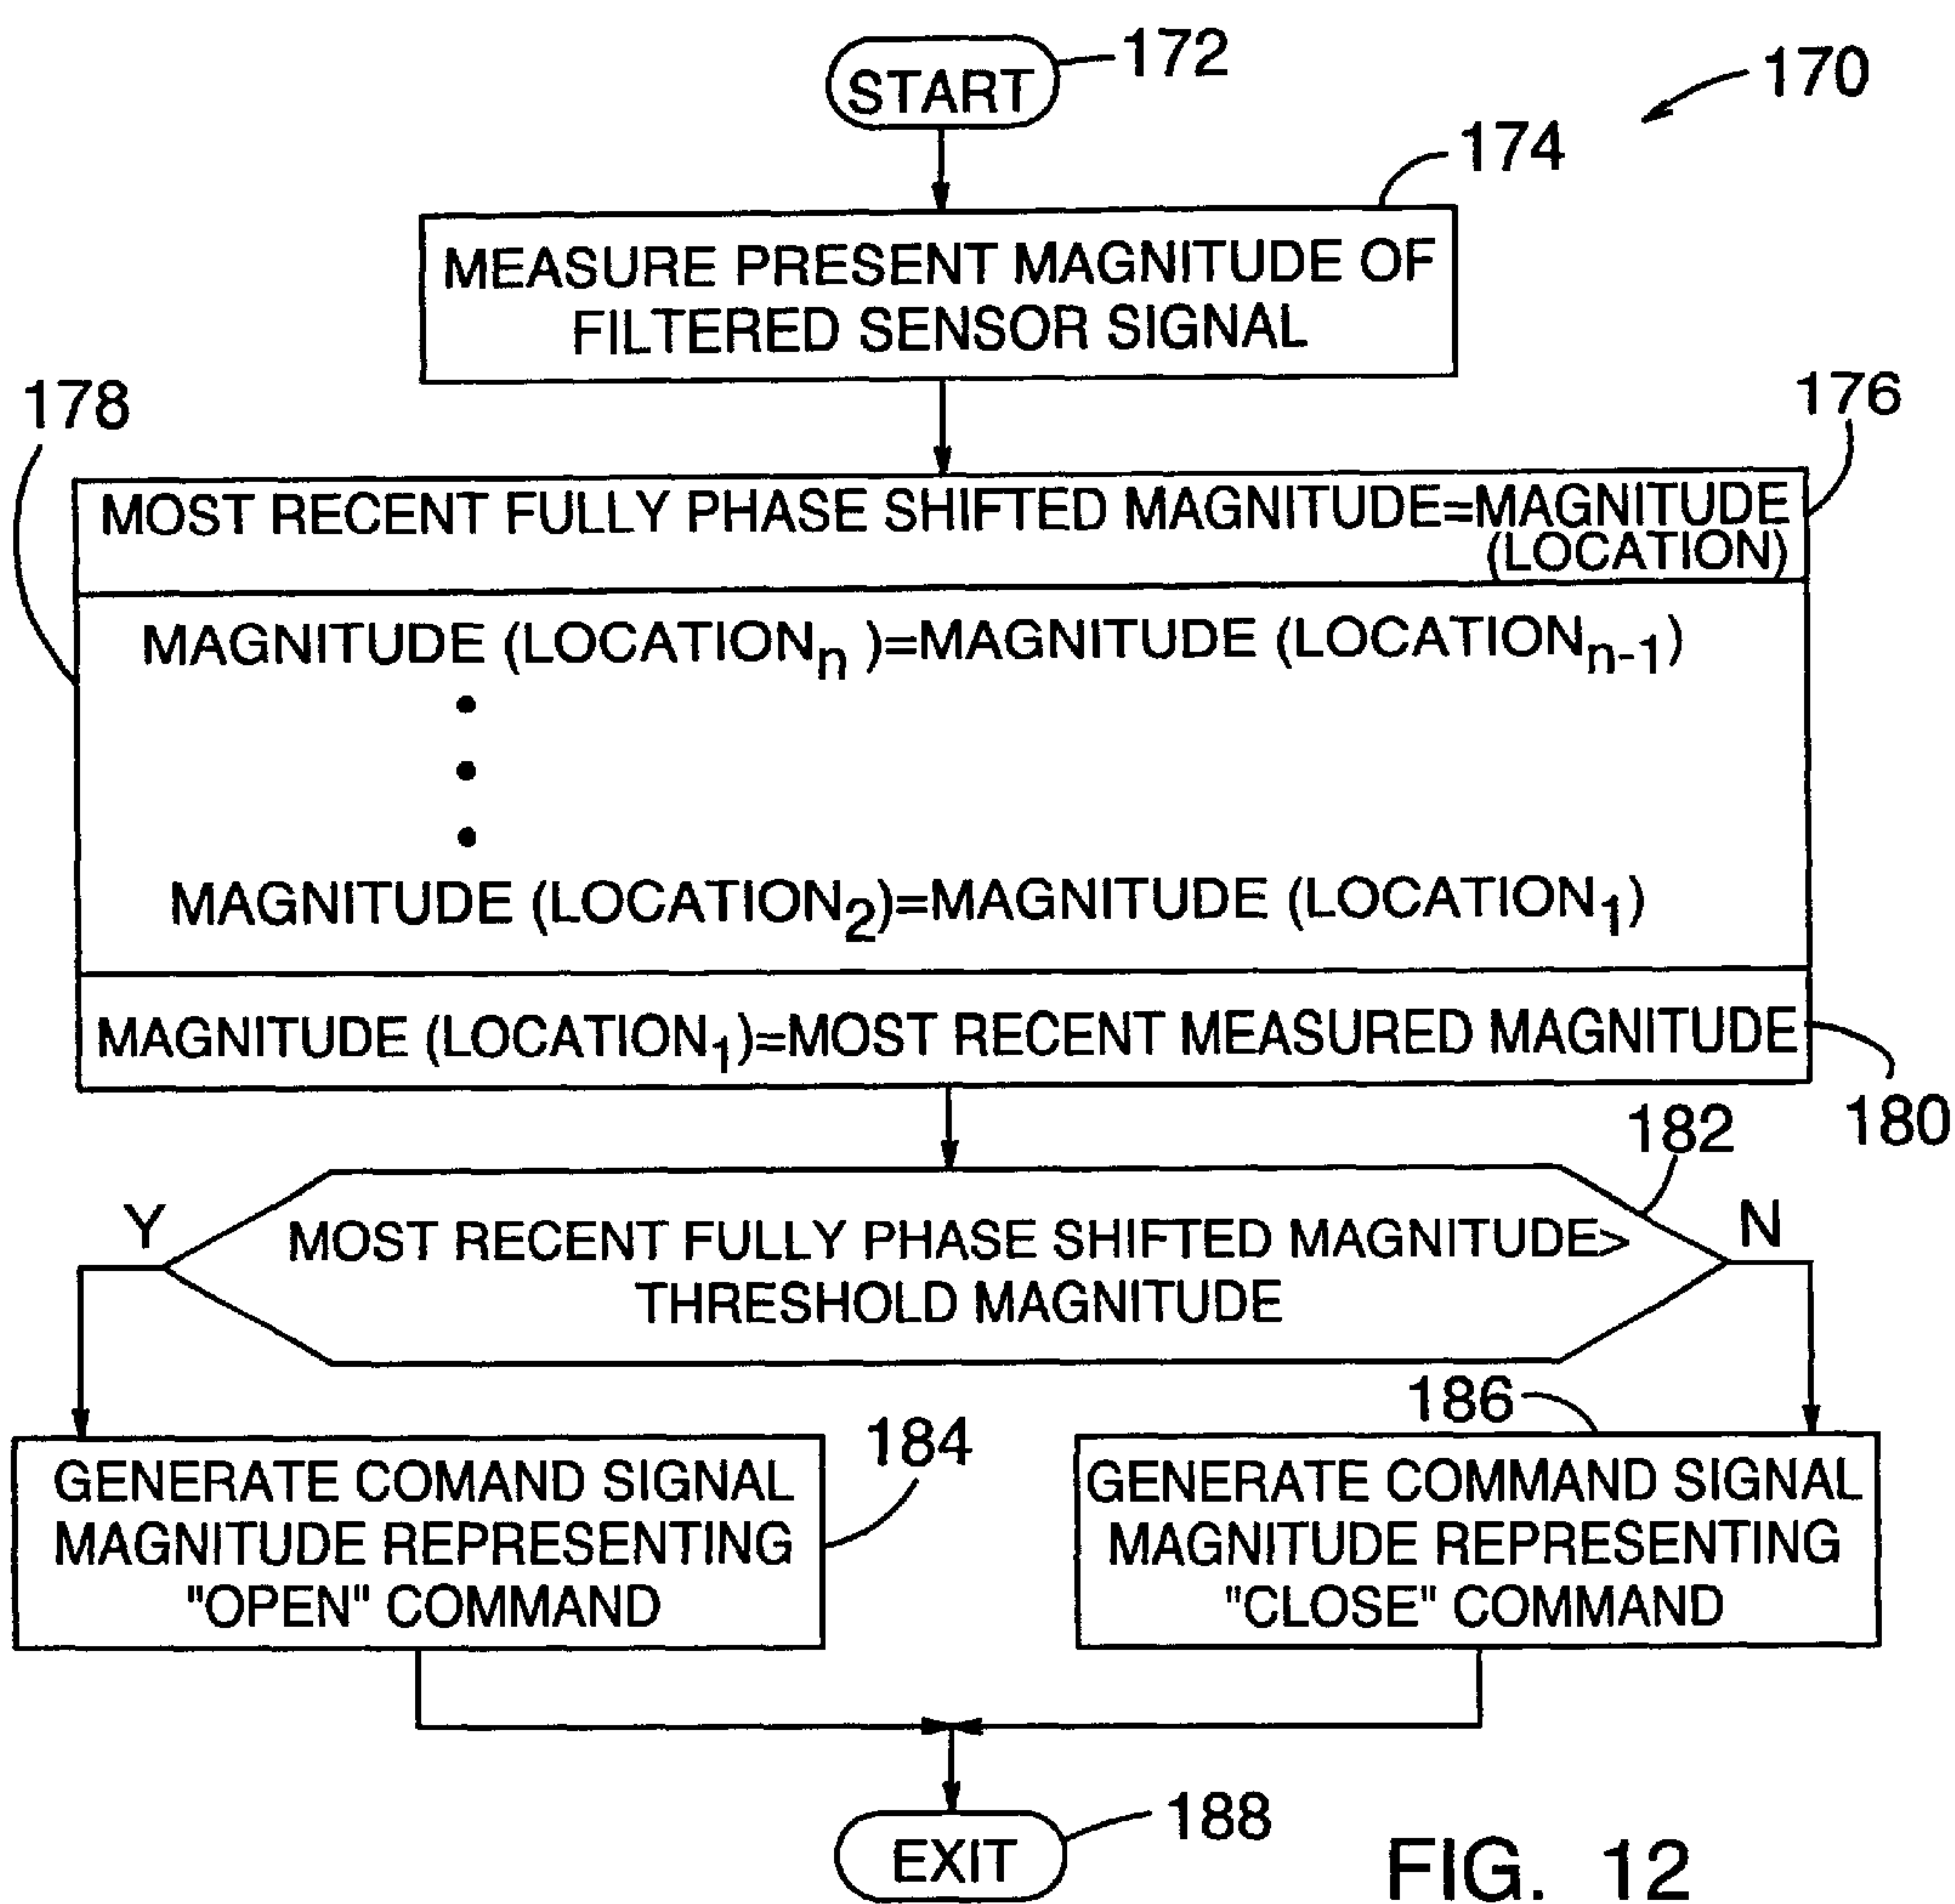 START
172
170
174
MEASURE PRESENT MAGNITUDE OF
FILTERED SENSOR SIGNAL
178
176
MOST RECENT FULLY PHASE SHIFTED MAGNITUDE=MAGNITUDE
(LOCATION)
MAGNITUDE (LOCATIONn)=MAGNITUDE (LOCATIONn-1)
MAGNITUDE (LOCATION2)=MAGNITUDE (LOCATION1)
MAGNITUDE (LOCATION1)=MOST RECENT MEASURED MAGNITUDE
180
182
Y
N
MOST RECENT FULLY PHASE SHIFTED MAGNITUDE>
THRESHOLD MAGNITUDE
184
186
GENERATE COMAND SIGNAL
MAGNITUDE REPRESENTING
"OPEN" COMMAND
GENERATE COMMAND SIGNAL
MAGNITUDE REPRESENTING
"CLOSE" COMMAND
EXIT
188
FIG. 12